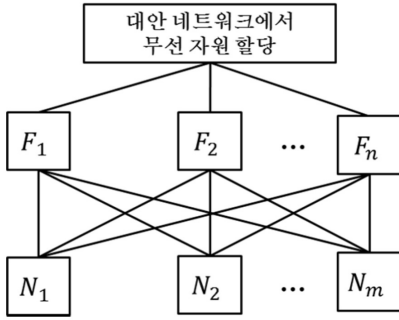 대안 네트워크에서
무선 자원 할당
F₁ F₂ ... Fₙ
N₁ N₂ ... Nₘ